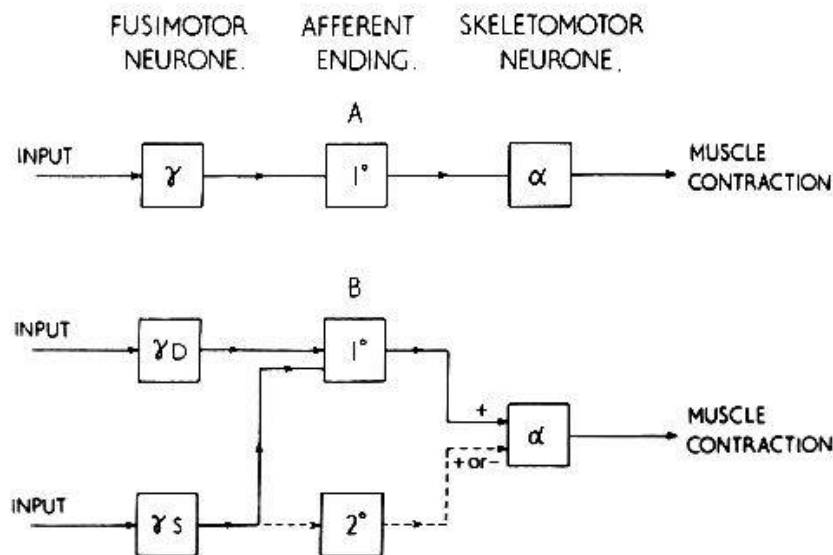 FUSIMOTOR AFFERENT SKELETOMOTOR
NEURONE. ENDING. NEURONE.
A
INPUT γ 1° α MUSCLE
CONTRACTION
B
INPUT γD 1°
+ α MUSCLE
+or- CONTRACTION
INPUT γS 2°